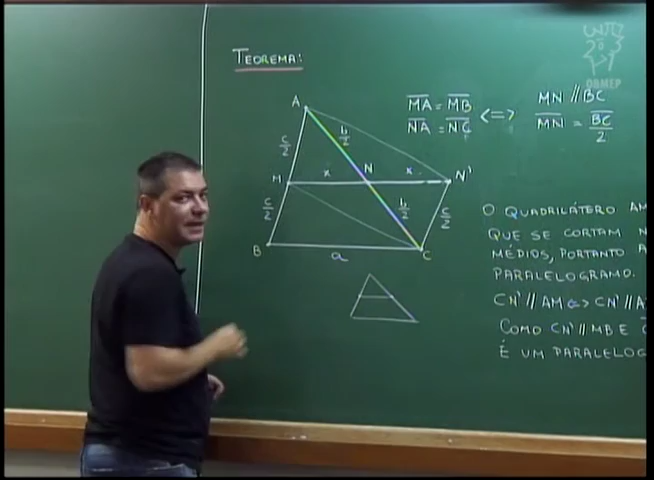 TEOREMA:
MA = MB <=> MN // BC
NA = NC MN = BC/2
A
b/2
c/2
M x N x N'
c/2 b/2 c/2
B a C
O QUADRILÁTERO AM
QUE SE CORTAM N
MÉDIOS, PORTANTO A
PARALELOGRAMO.
CN' // AM <=> CN' // A
COMO CN' // MB E
É UM PARALELOG
OBMEP